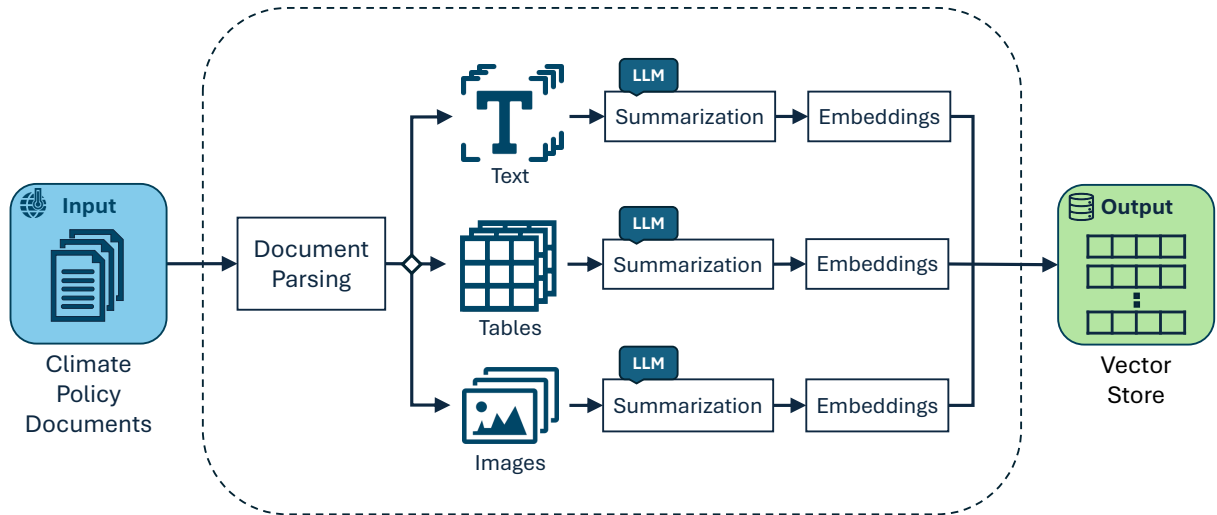 Input
Climate
Policy
Documents
Document
Parsing
T
Text
LLM
Summarization
Embeddings
Tables
LLM
Summarization
Embeddings
Images
LLM
Summarization
Embeddings
Output
Vector
Store